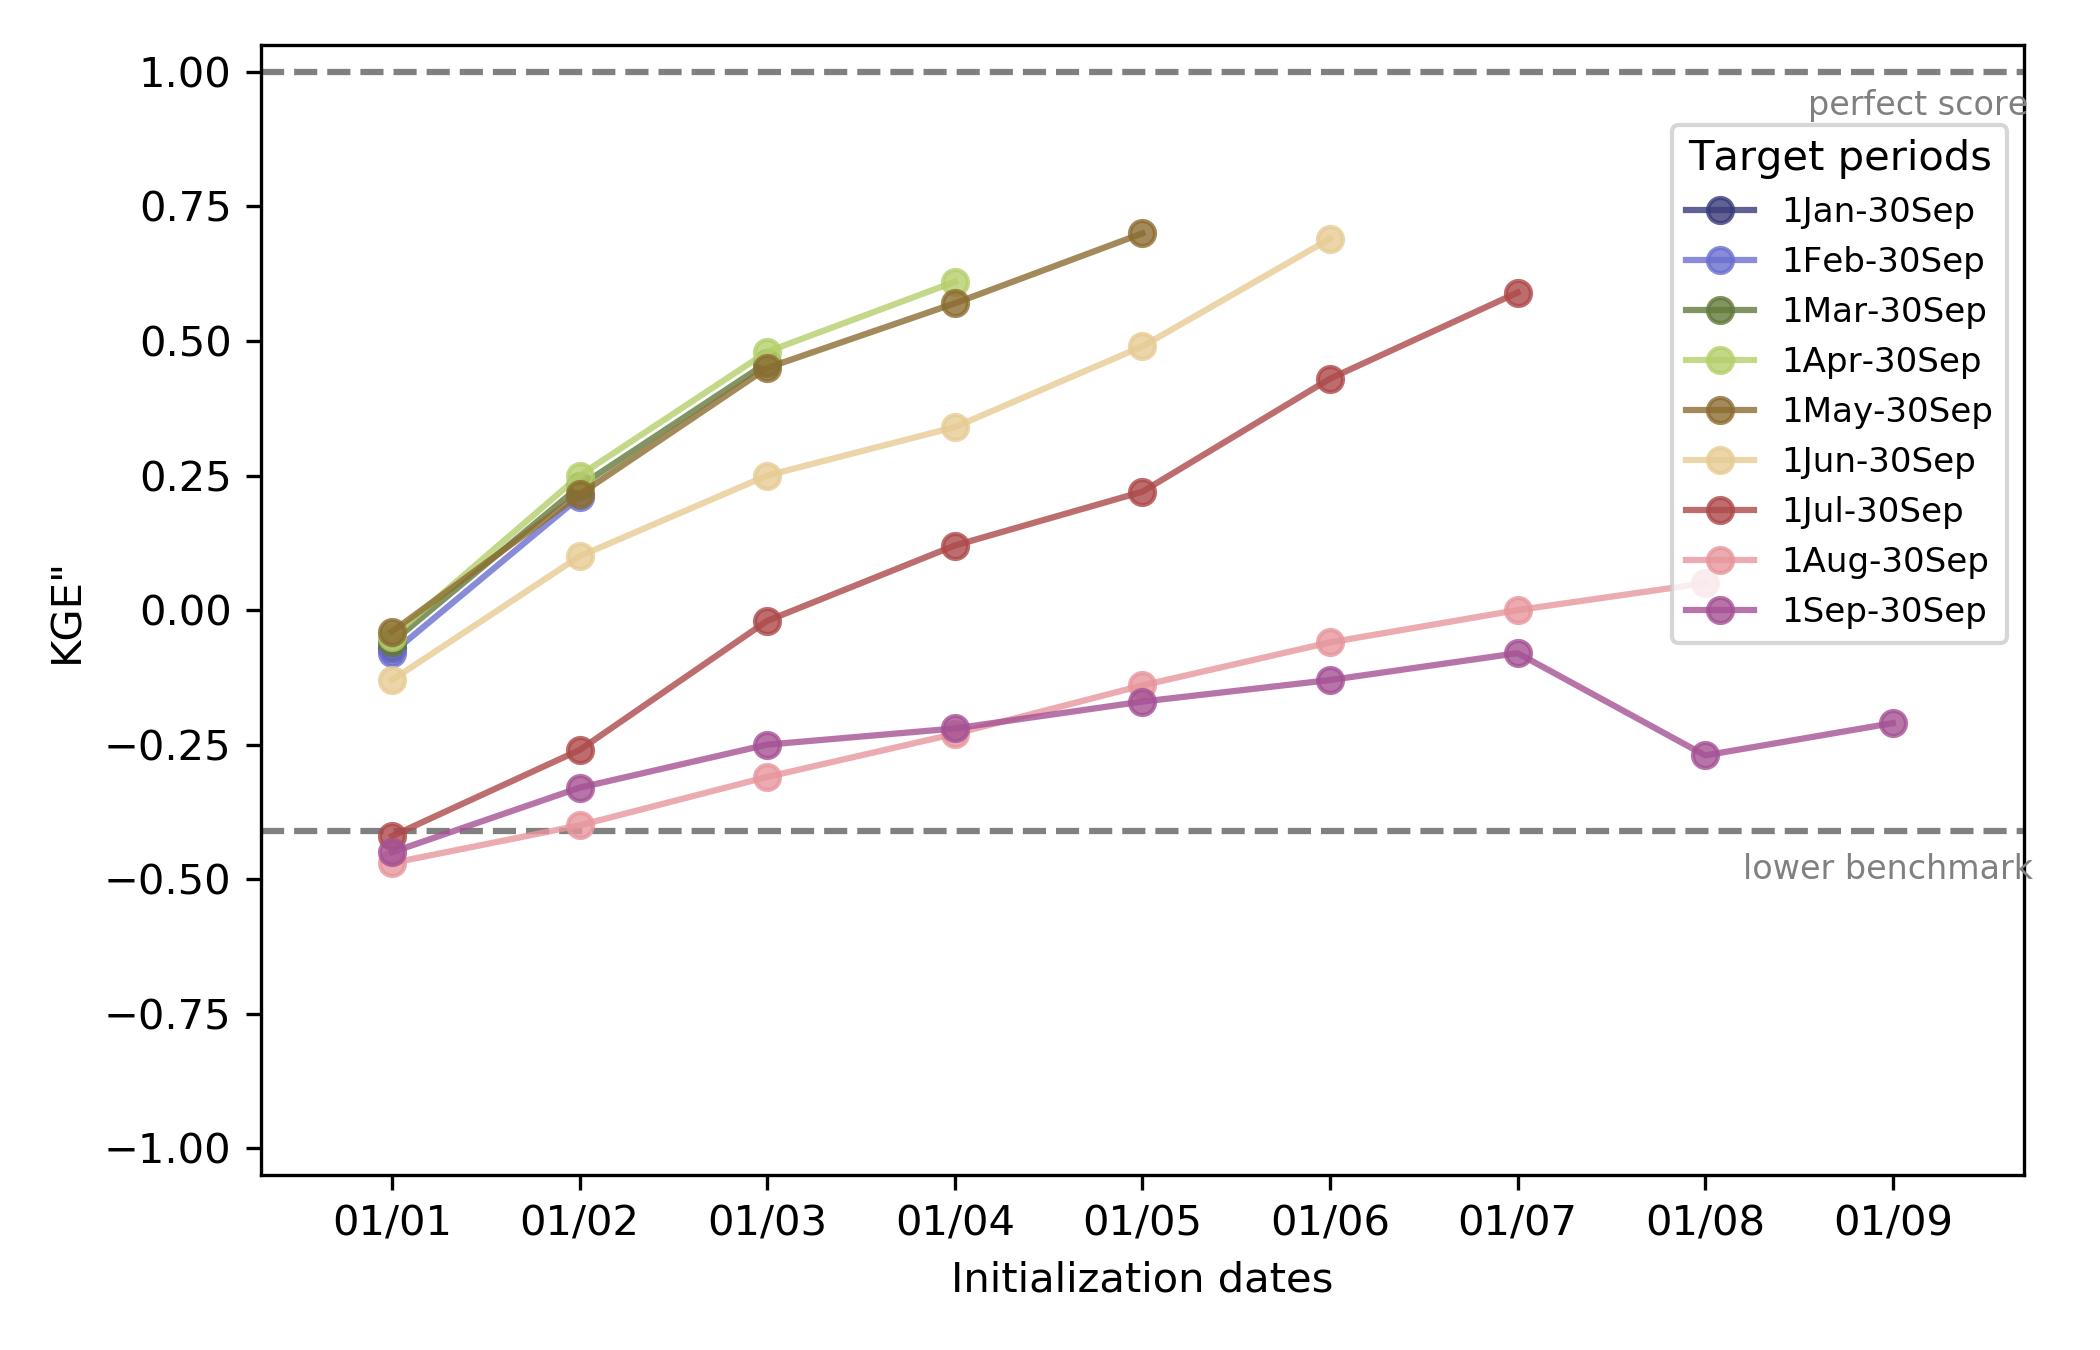 1.00
0.75
0.50
0.25
0.00
−0.25
−0.50
−0.75
−1.00
KGE"
perfect score
Target periods
1Jan-30Sep
1Feb-30Sep
1Mar-30Sep
1Apr-30Sep
1May-30Sep
1Jun-30Sep
1Jul-30Sep
1Aug-30Sep
1Sep-30Sep
lower benchmark
01/01 01/02 01/03 01/04 01/05 01/06 01/07 01/08 01/09
Initialization dates